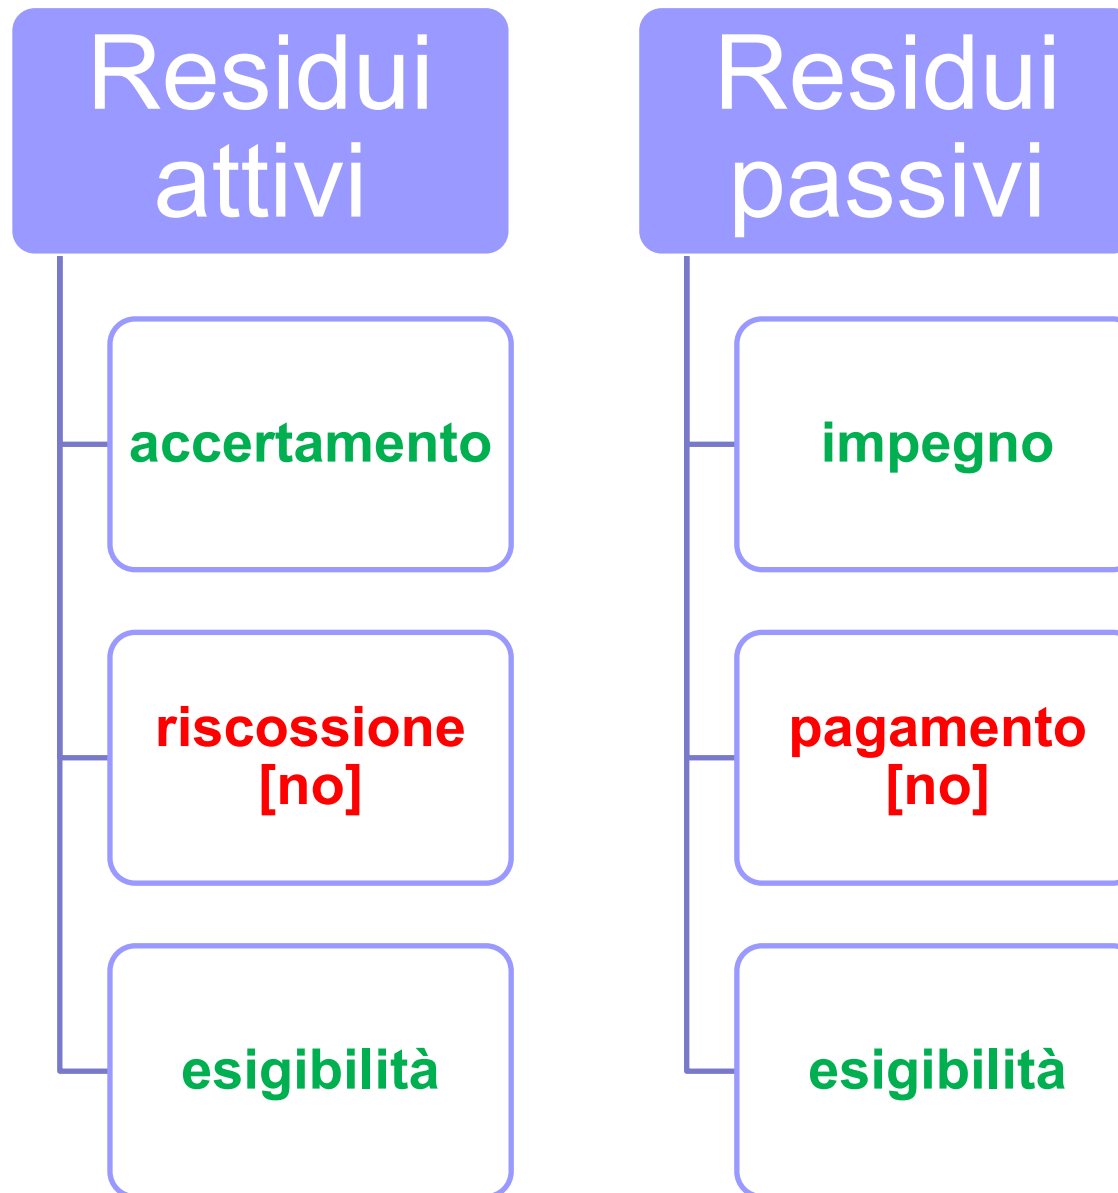 Residui
attivi
accertamento
riscossione
[no]
esigibilità
Residui
passivi
impegno
pagamento
[no]
esigibilità